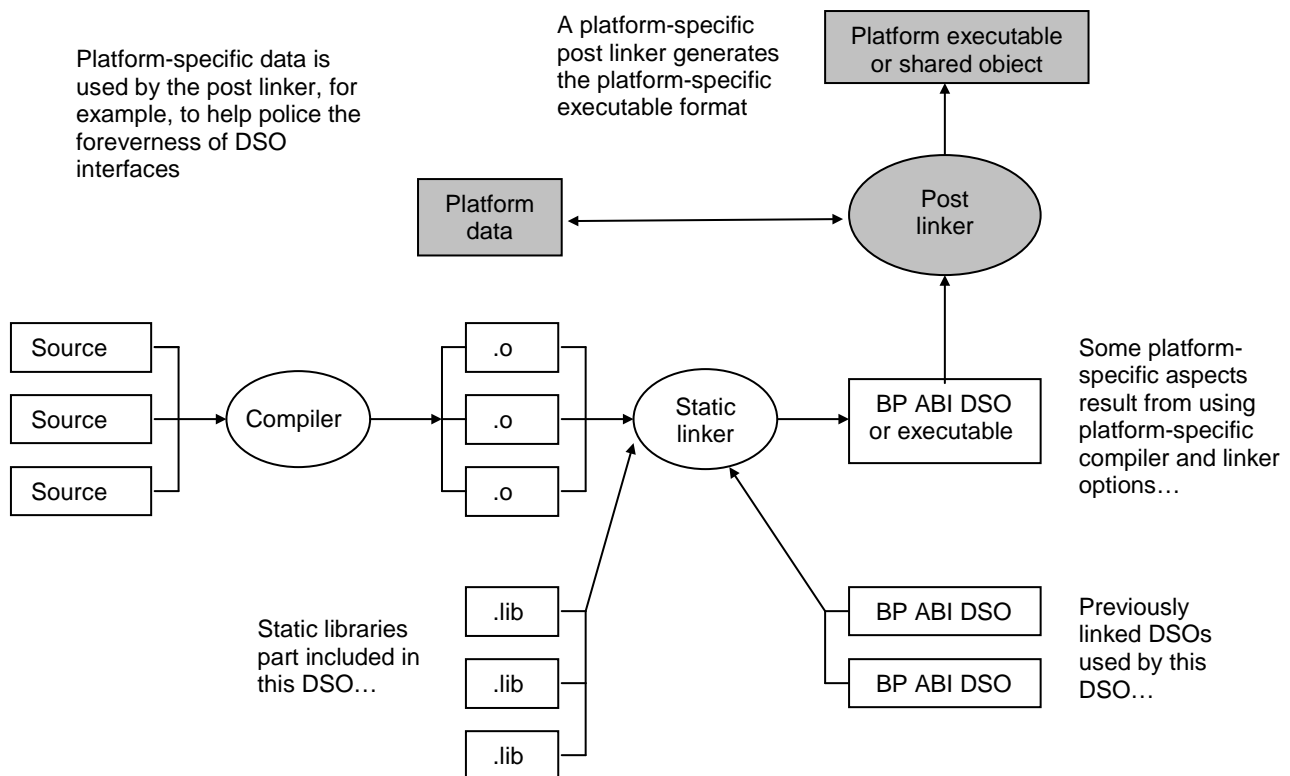 Platform-specific data is
used by the post linker, for
example, to help police the
foreverness of DSO
interfaces
A platform-specific
post linker generates
the platform-specific
executable format
Platform executable
or shared object
Platform
data
Post
linker
Source
Source
Source
Compiler
.o
.o
.o
Static
linker
BP ABI DSO
or executable
Some platform-
specific aspects
result from using
platform-specific
compiler and linker
options…
Static libraries
part included in
this DSO…
.lib
.lib
.lib
BP ABI DSO
BP ABI DSO
Previously
linked DSOs
used by this
DSO…